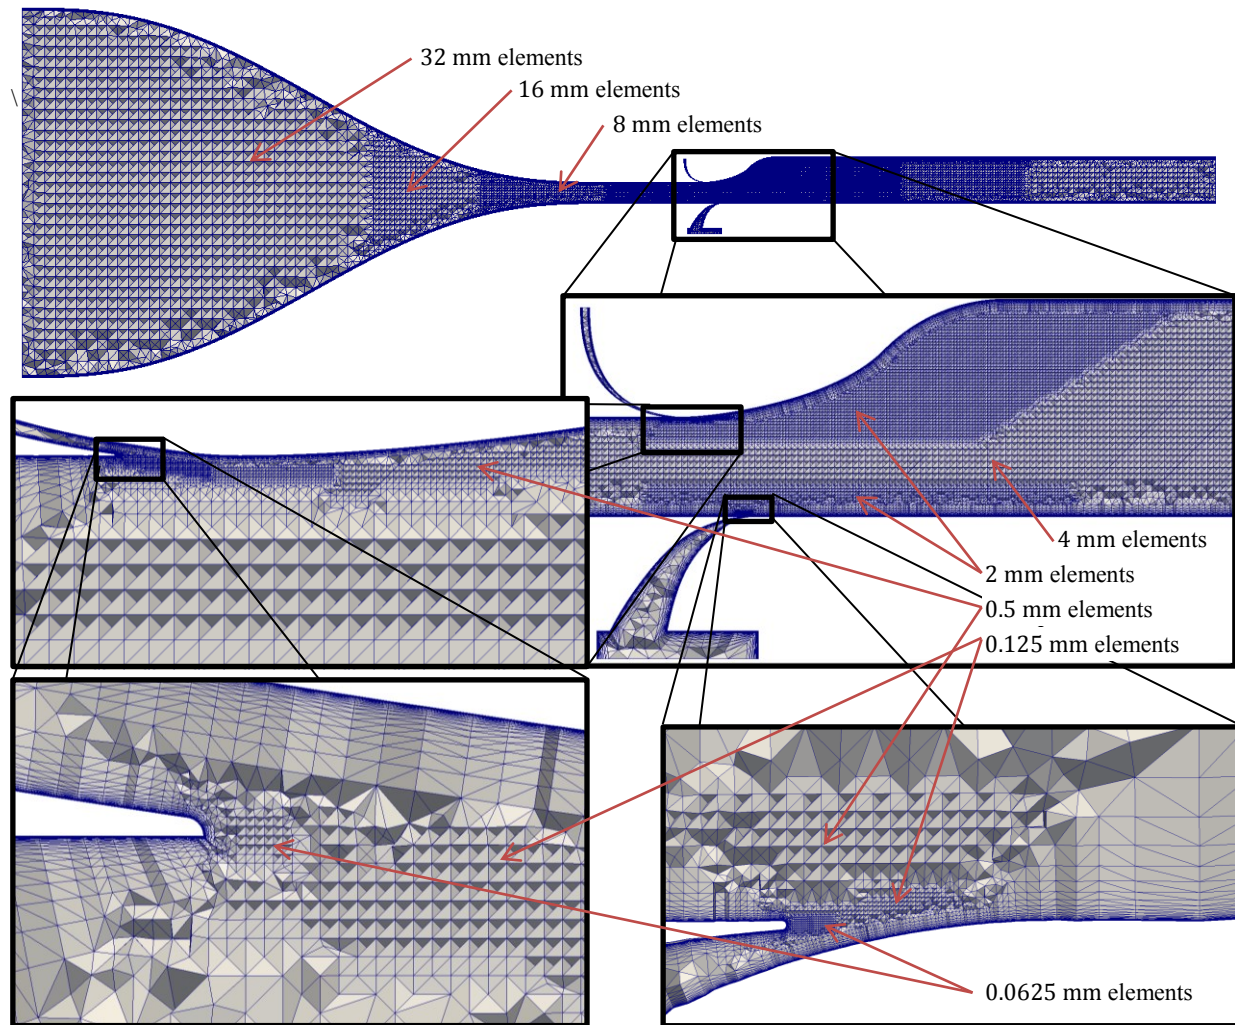 32 mm elements
\
16 mm elements
8 mm elements
4 mm elements
2 mm elements
0.5 mm elements
0.125 mm elements
0.0625 mm elements